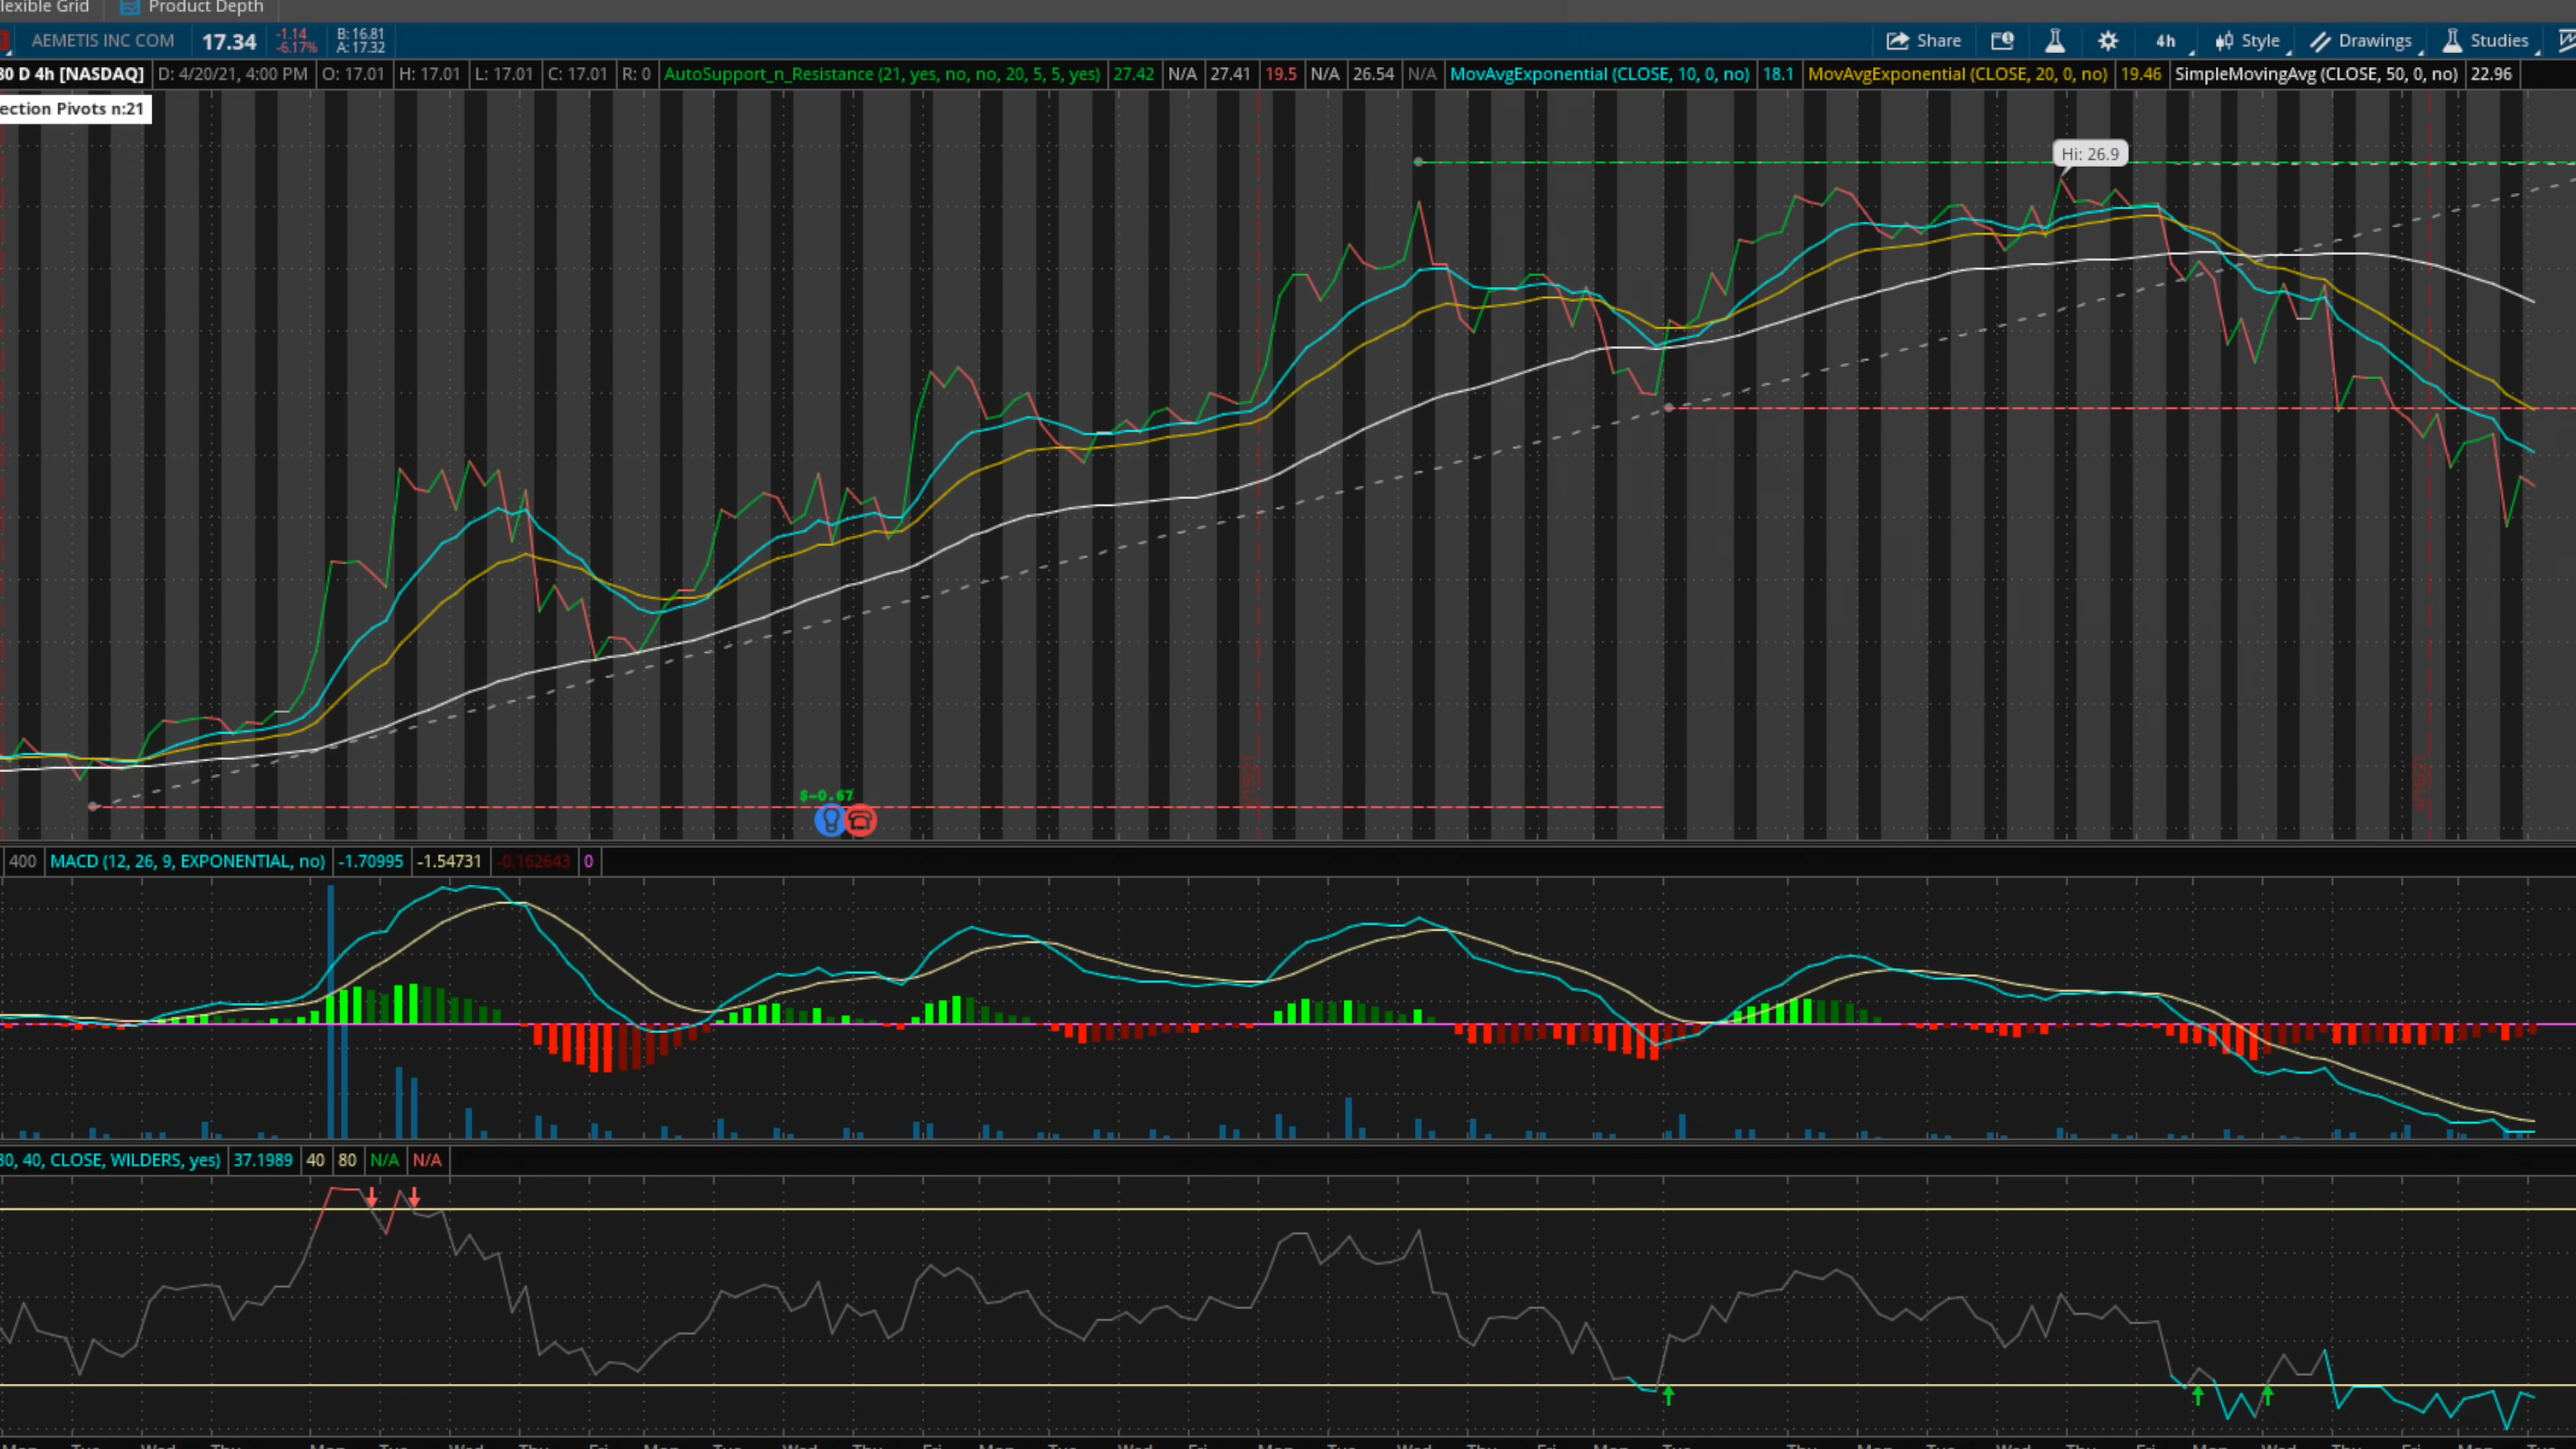 lexible Grid Product Depth
AEMETIS INC COM 17.34 -1.14 -6.17% B: 16.81 A: 17.32 Share 4h Style Drawings Studies
30 D 4h [NASDAQ] D: 4/20/21, 4:00 PM O: 17.01 H: 17.01 L: 17.01 C: 17.01 R: 0 AutoSupport_n_Resistance (21, yes, no, no, 20, 5, 5, yes) 27.42 N/A 27.41 19.5 N/A 26.54 N/A MovAvgExponential (CLOSE, 10, 0, no) 18.1 MovAvgExponential (CLOSE, 20, 0, no) 19.46 SimpleMovingAvg (CLOSE, 50, 0, no) 22.96
ection Pivots n:21
Hi: 26.9
$-0.67
400 MACD (12, 26, 9, EXPONENTIAL, no) -1.70995 -1.54731 -0.162643 0
30, 40, CLOSE, WILDERS, yes) 37.1989 40 80 N/A N/A